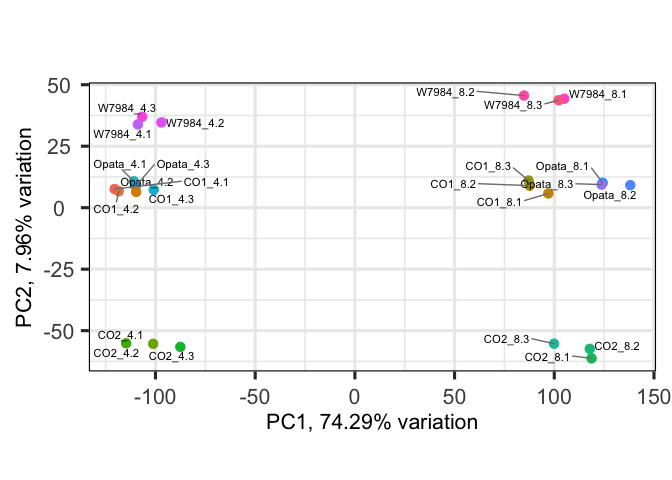 50
25
0
-25
-50
PC2, 7.96% variation
W7984_4.3
W7984_4.2
W7984_4.1
Opata_4.1
Opata_4.3
Opata_4.2
CO1_4.1
CO1_4.3
CO1_4.2
CO2_4.1
CO2_4.2
CO2_4.3
W7984_8.2
W7984_8.1
W7984_8.3
CO1_8.3
Opata_8.1
CO1_8.2
Opata_8.3
Opata_8.2
CO1_8.1
CO2_8.3
CO2_8.2
CO2_8.1
-100
-50
0
50
100
150
PC1, 74.29% variation